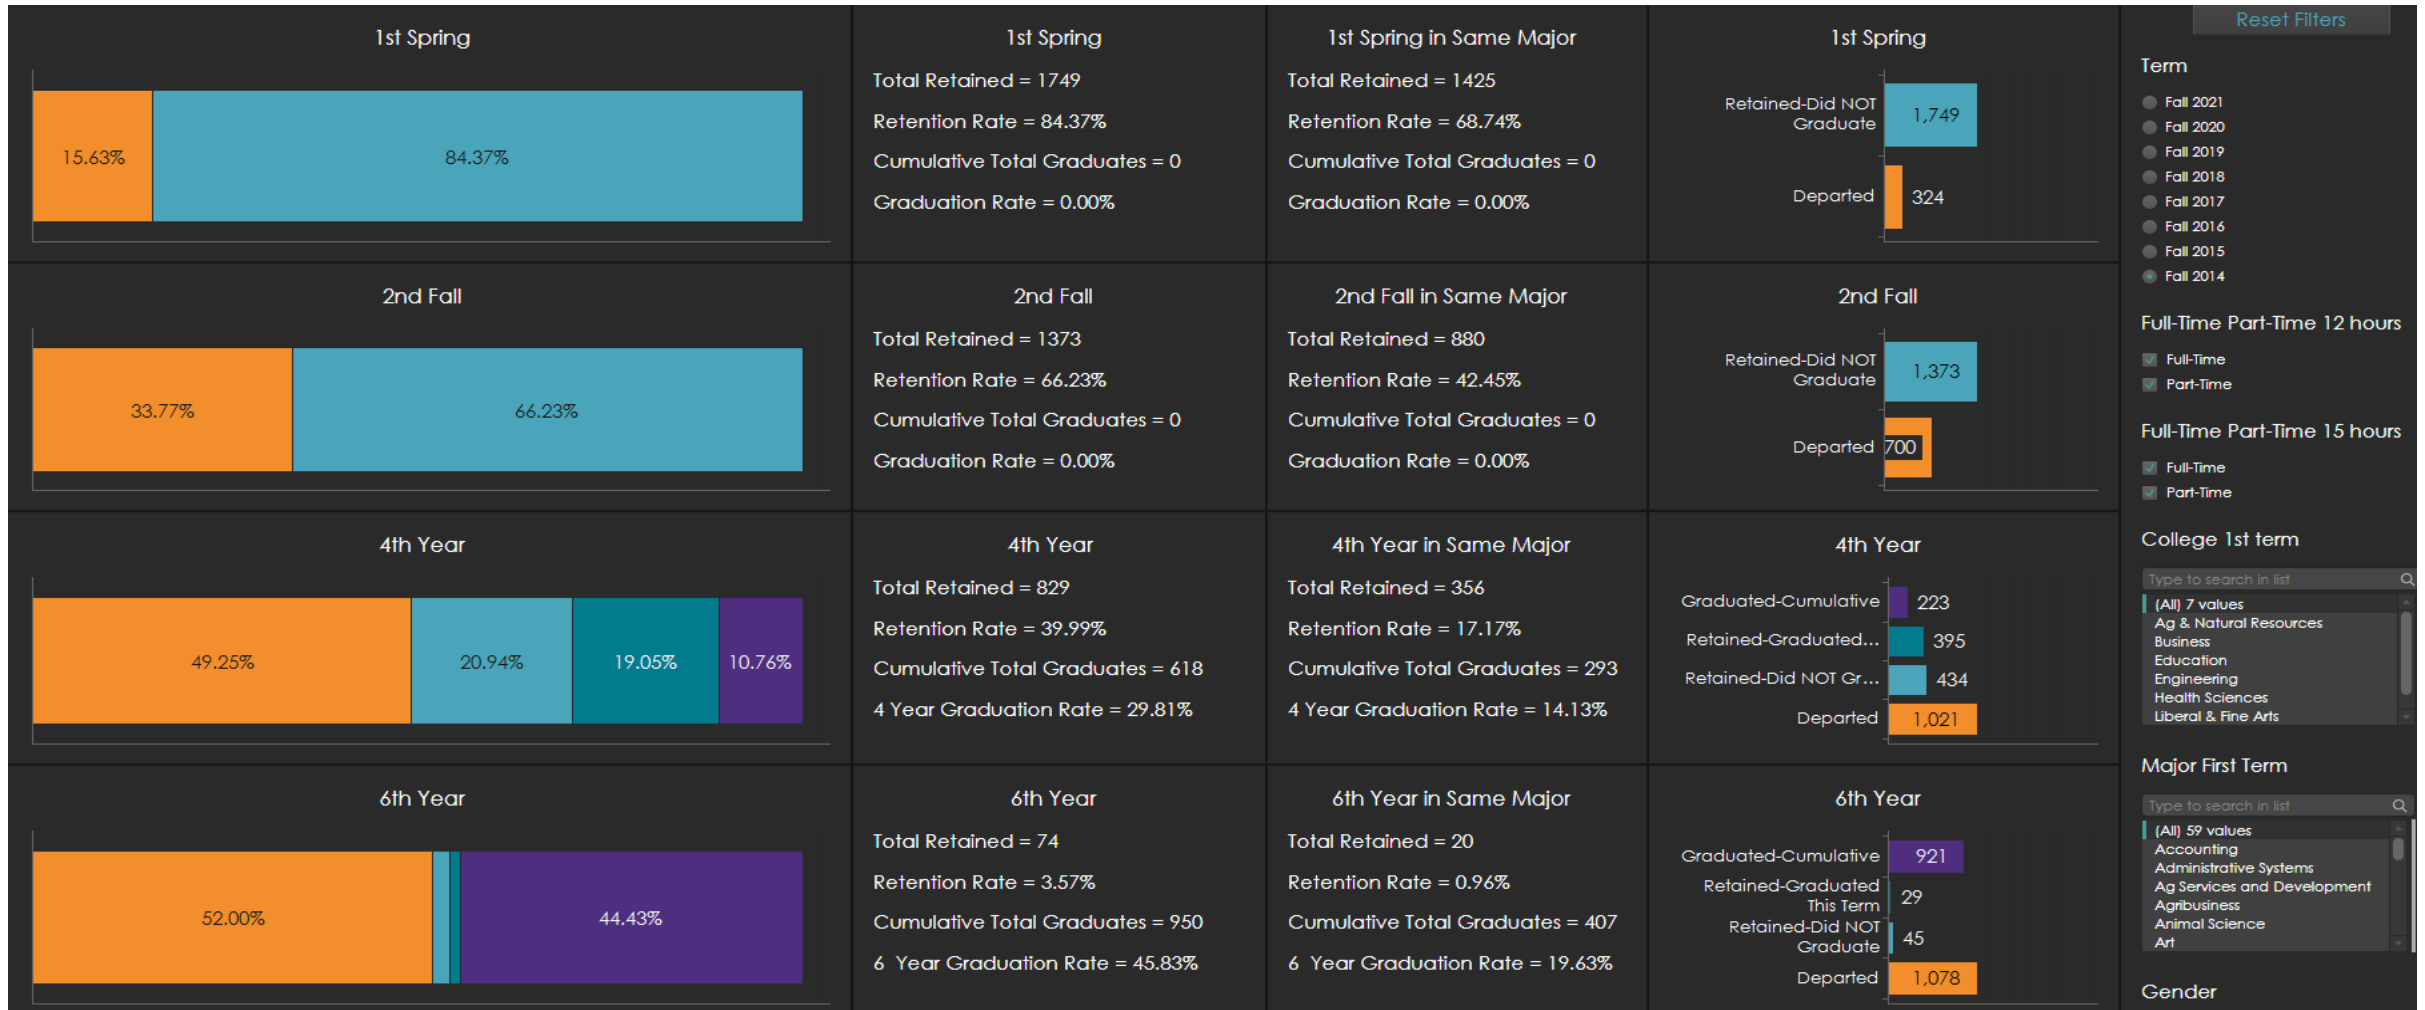 1st Spring
15.63%
84.37%
1st Spring
Total Retained = 1749
Retention Rate = 84.37%
Cumulative Total Graduates = 0
Graduation Rate = 0.00%
1st Spring in Same Major
Total Retained = 1425
Retention Rate = 68.74%
Cumulative Total Graduates = 0
Graduation Rate = 0.00%
1st Spring
Retained-Did NOT
Graduate
1,749
Departed
324
2nd Fall
33.77%
66.23%
2nd Fall
Total Retained = 1373
Retention Rate = 66.23%
Cumulative Total Graduates = 0
Graduation Rate = 0.00%
2nd Fall in Same Major
Total Retained = 880
Retention Rate = 42.45%
Cumulative Total Graduates = 0
Graduation Rate = 0.00%
2nd Fall
Retained-Did NOT
Graduate
1,373
Departed
700
4th Year
49.25%
20.94%
19.05%
10.76%
4th Year
Total Retained = 829
Retention Rate = 39.99%
Cumulative Total Graduates = 618
4 Year Graduation Rate = 29.81%
4th Year in Same Major
Total Retained = 356
Retention Rate = 17.17%
Cumulative Total Graduates = 293
4 Year Graduation Rate = 14.13%
4th Year
Graduated-Cumulative
223
Retained-Graduated...
395
Retained-Did NOT Gr...
434
Departed
1,021
6th Year
52.00%
44.43%
6th Year
Total Retained = 74
Retention Rate = 3.57%
Cumulative Total Graduates = 950
6 Year Graduation Rate = 45.83%
6th Year in Same Major
Total Retained = 20
Retention Rate = 0.96%
Cumulative Total Graduates = 407
6 Year Graduation Rate = 19.63%
6th Year
Graduated-Cumulative
921
Retained-Graduated
This Term
29
Retained-Did NOT
Graduate
45
Departed
1,078
Reset Filters
Term
Fall 2021
Fall 2020
Fall 2019
Fall 2018
Fall 2017
Fall 2016
Fall 2015
Fall 2014
Full-Time Part-Time 12 hours
Full-Time
Part-Time
Full-Time Part-Time 15 hours
Full-Time
Part-Time
College 1st term
Type to search in list
(All) 7 values
Ag & Natural Resources
Business
Education
Engineering
Health Sciences
Liberal & Fine Arts
Major First Term
Type to search in list
(All) 59 values
Accounting
Administrative Systems
Ag Services and Development
Agribusiness
Animal Science
Art
Gender